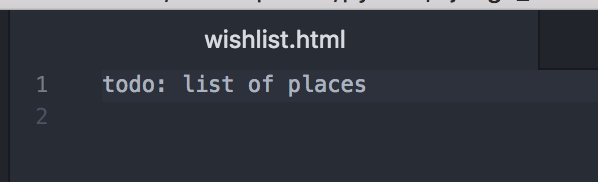 wishlist.html
1 todo: list of places
2